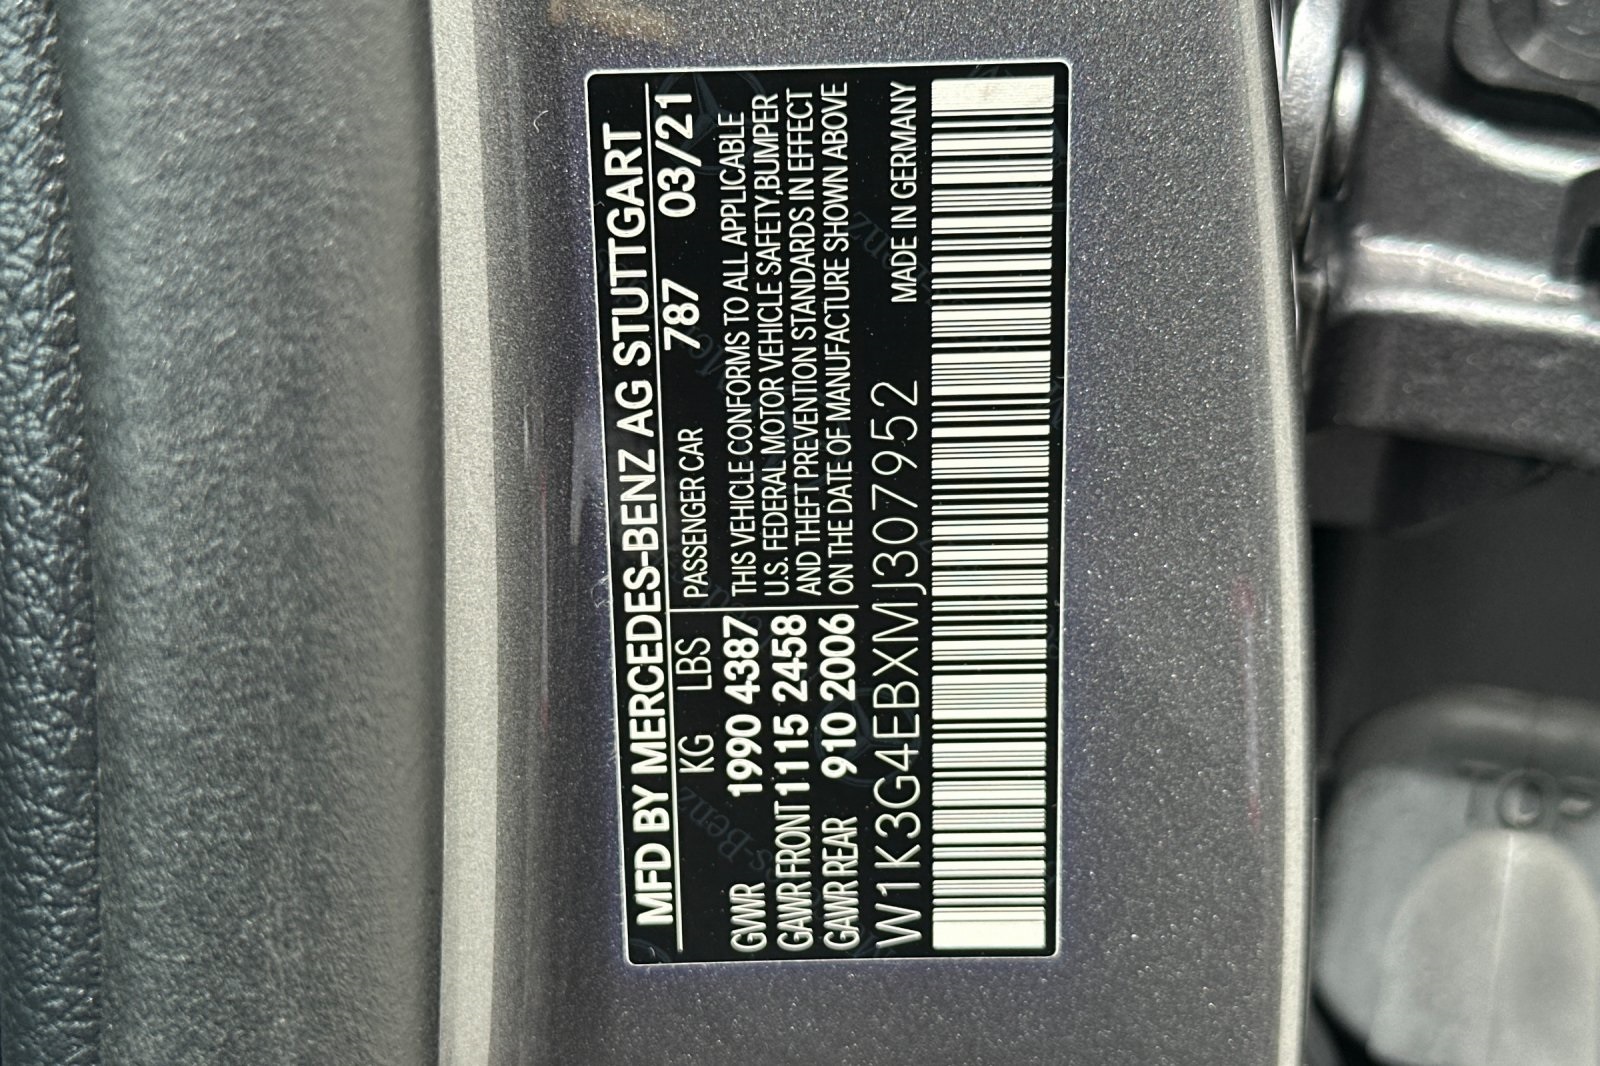 MFD BY MERCEDES-BENZ AG STUTTGART
KG LBS PASSENGER CAR 787 03/21
GVWR 1990 4387 THIS VEHICLE CONFORMS TO ALL APPLICABLE
U.S. FEDERAL MOTOR VEHICLE SAFETY,BUMPER
GAWR FRONT 1115 2458 AND THEFT PREVENTION STANDARDS IN EFFECT
GAWR REAR 910 2006 ON THE DATE OF MANUFACTURE SHOWN ABOVE
W1K3G4EBXMJ307952 MADE IN GERMANY
TOP